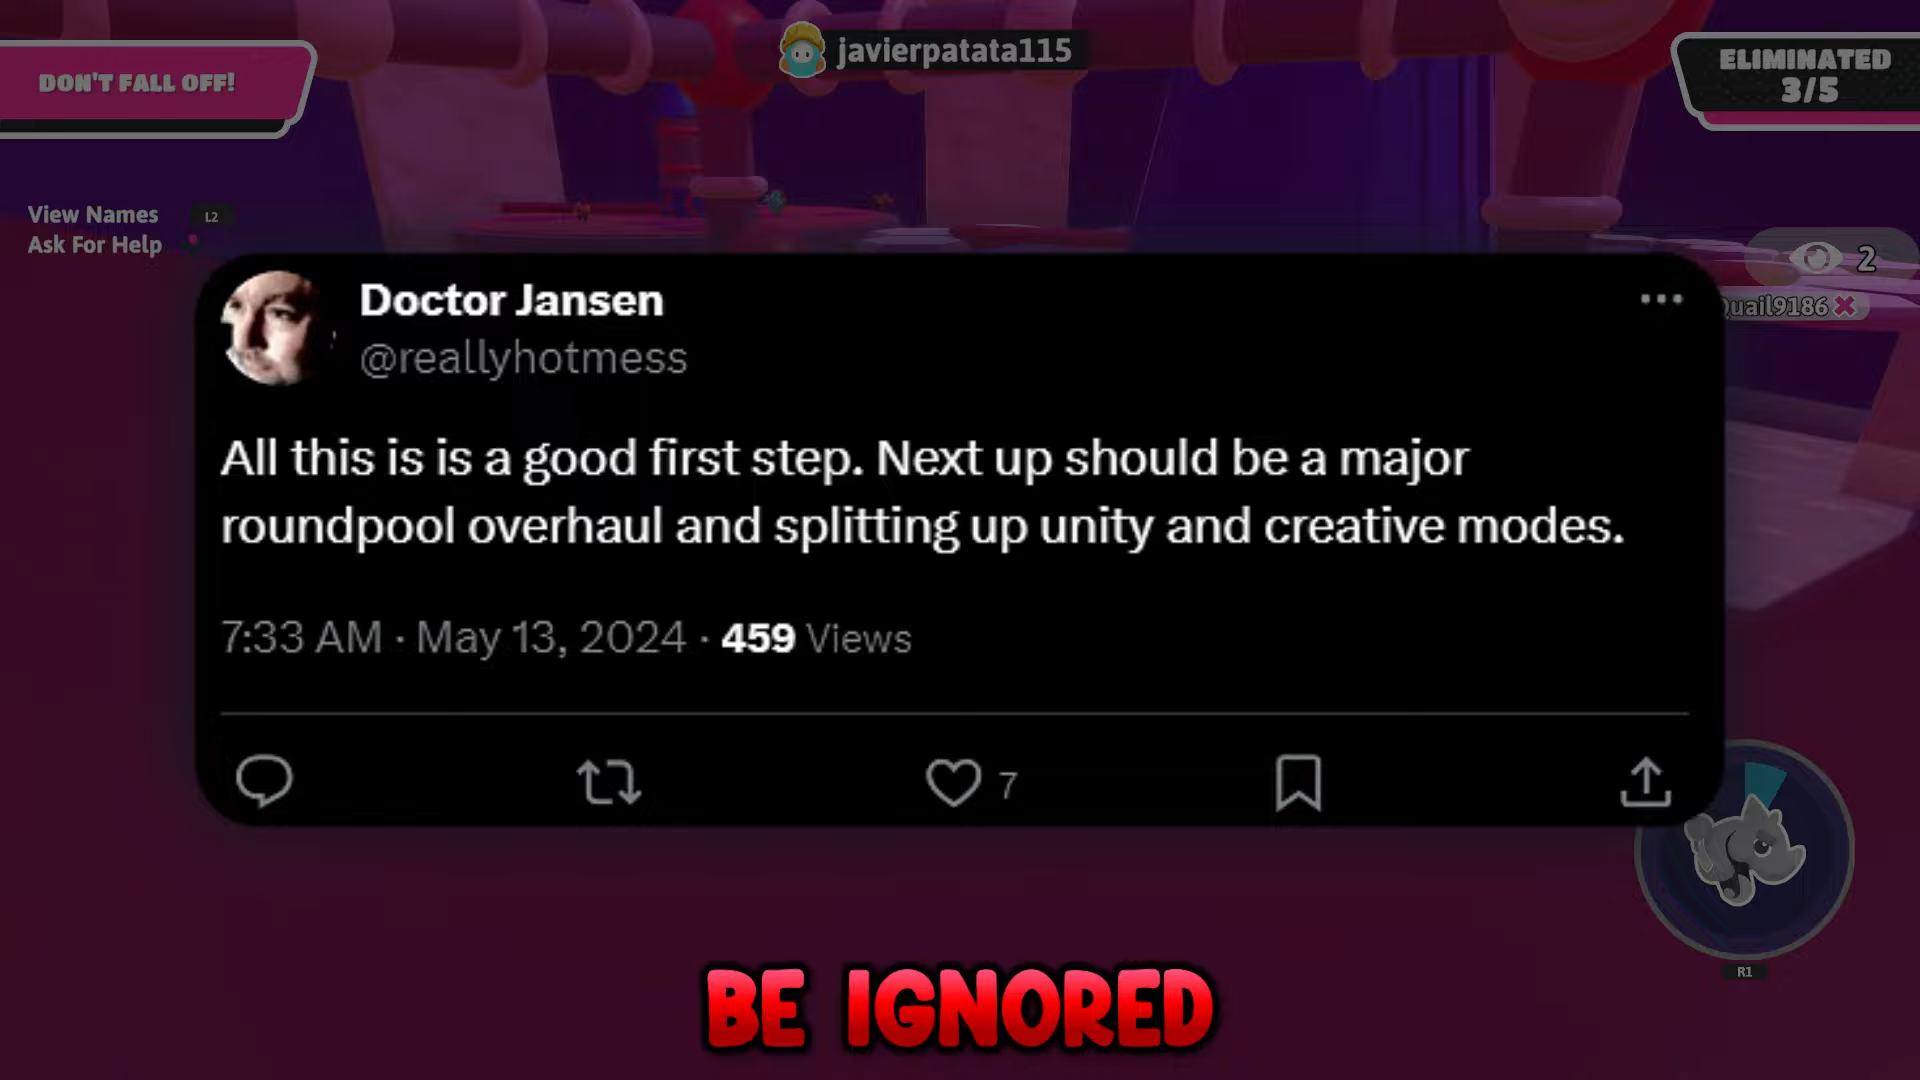 DON'T FALL OFF!
javierpatata115
ELIMINATED
3/5
View Names L2
Ask For Help
2
uail9186
Doctor Jansen
@reallyhotmess
All this is is a good first step. Next up should be a major
roundpool overhaul and splitting up unity and creative modes.
7:33 AM · May 13, 2024 · 459 Views
7
R1
BE IGNORED